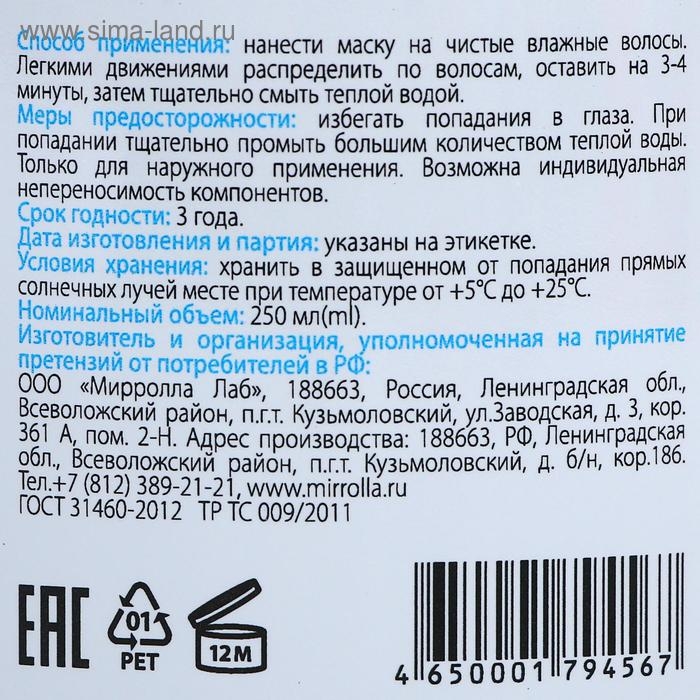 www.sima-land.ru
Способ применения: нанести маску на чистые влажные волосы.
Легкими движениями распределить по волосам, оставить на 3-4
минуты, затем тщательно смыть теплой водой.
Меры предосторожности: избегать попадания в глаза. При
попадании тщательно промыть большим количеством теплой воды.
Только для наружного применения. Возможна индивидуальная
непереносимость компонентов.
Срок годности: 3 года.
Дата изготовления и партия: указаны на этикетке.
Условия хранения: хранить в защищенном от попадания прямых
солнечных лучей месте при температуре от +5°С до +25°С.
Номинальный объем: 250 мл(ml).
Изготовитель и организация, уполномоченная на принятие
претензий от потребителей в РФ:
ООО «Мирролла Лаб», 188663, Россия, Ленинградская обл.,
Всеволожский район, п.г.т. Кузьмоловский, ул.Заводская, д. 3, кор.
361 А, пом. 2-Н. Адрес производства: 188663, РФ, Ленинградская
обл., Всеволожский район, п.г.т. Кузьмоловский, д. б/н, кор.186.
Тел.+7 (812) 389-21-21, www.mirrolla.ru
ГОСТ 31460-2012 ТР ТС 009/2011
EAC
01
PET
12M
4 650001 794567